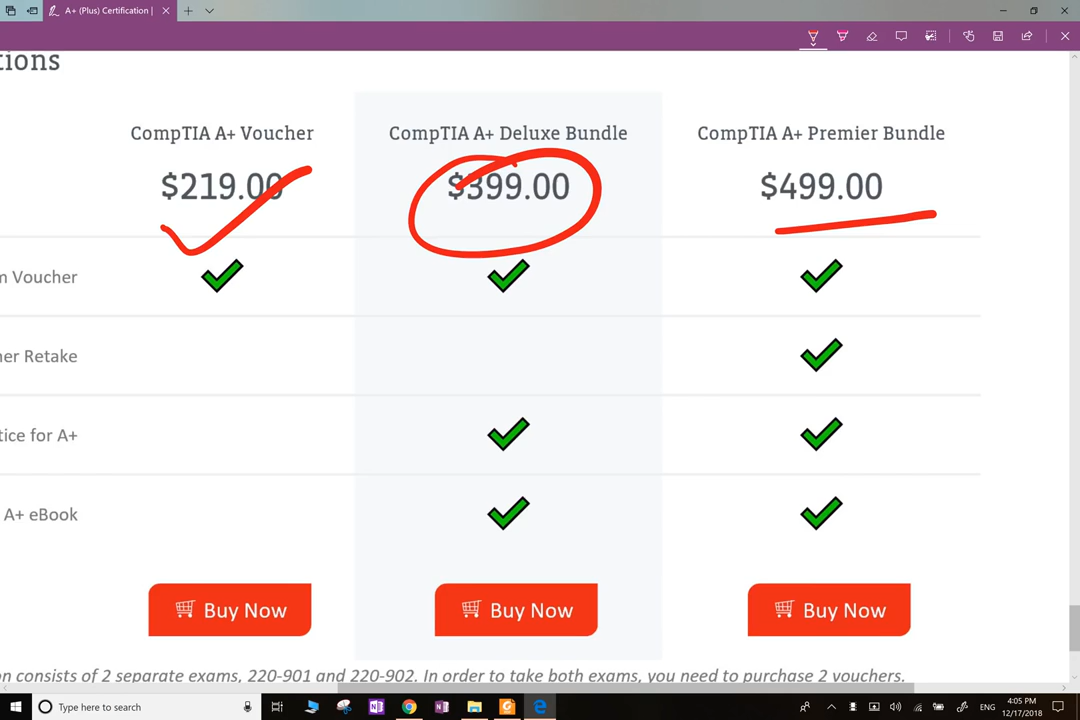 A+ (Plus) Certification |
tions
CompTIA A+ Voucher
CompTIA A+ Deluxe Bundle
CompTIA A+ Premier Bundle
$219.00
$399.00
$499.00
m Voucher
her Retake
tice for A+
A+ eBook
Buy Now
Buy Now
Buy Now
on consists of 2 separate exams, 220-901 and 220-902. In order to take both exams, you need to purchase 2 vouchers.
Type here to search
ENG
4:05 PM
12/17/2018